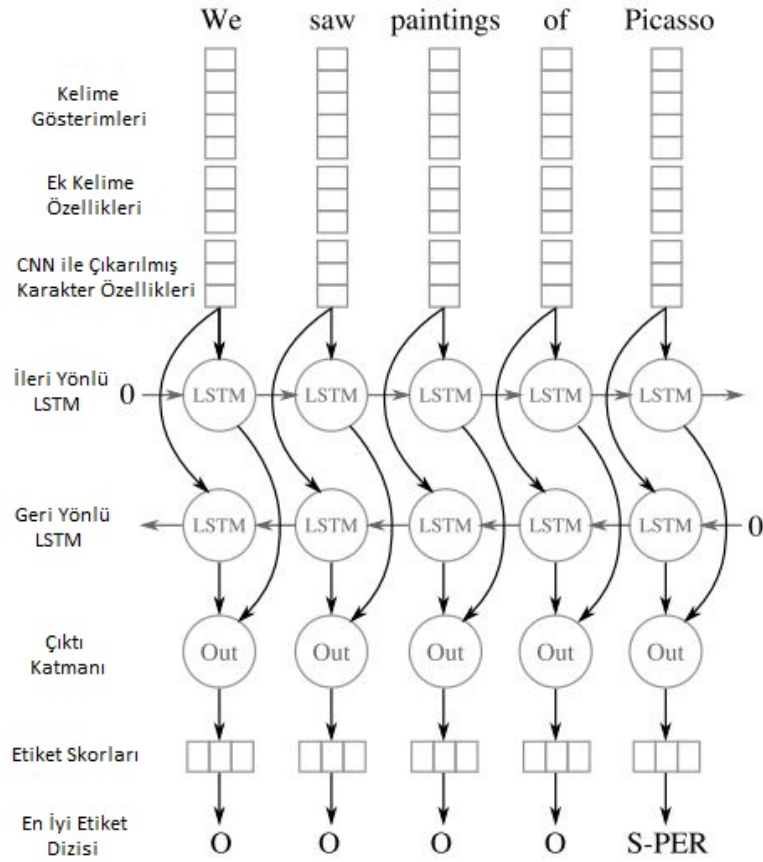 We saw paintings of Picasso
Kelime
Gösterimleri
Ek Kelime
Özellikleri
CNN ile Çıkarılmış
Karakter Özellikleri
İleri Yönlü
LSTM
0 LSTM LSTM LSTM LSTM LSTM
Geri Yönlü
LSTM
LSTM LSTM LSTM LSTM LSTM 0
Çıktı
Katmanı
Out Out Out Out Out
Etiket Skorları
En İyi Etiket
Dizisi
O O O O S-PER